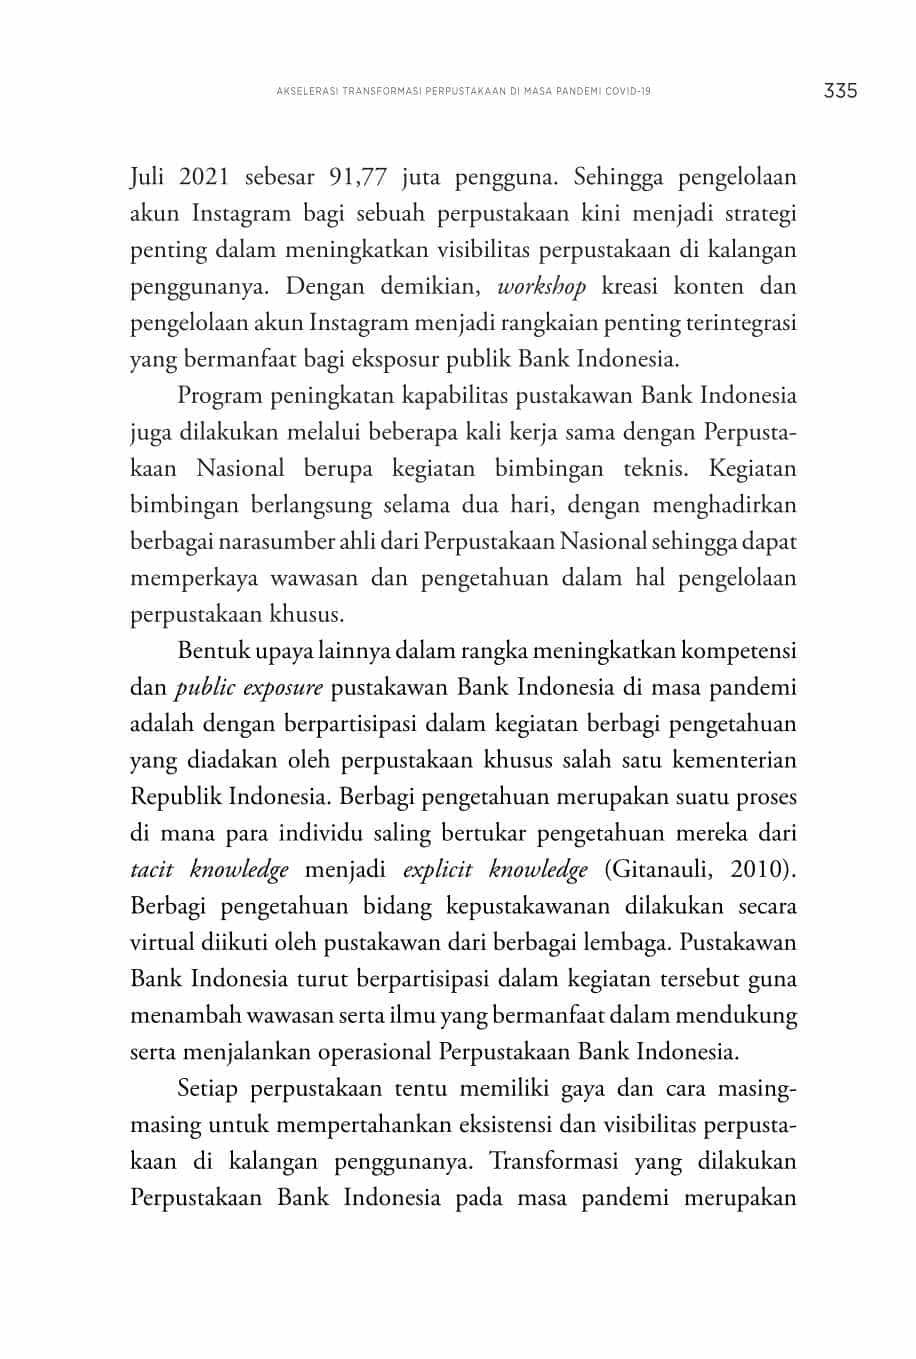 AKSELERASI TRANSFORMASI PERPUSTAKAAN DI MASA PANDEMI COVID-19 335
Juli 2021 sebesar 91,77 juta pengguna. Sehingga pengelolaan
akun Instagram bagi sebuah perpustakaan kini menjadi strategi
penting dalam meningkatkan visibilitas perpustakaan di kalangan
penggunanya. Dengan demikian, workshop kreasi konten dan
pengelolaan akun Instagram menjadi rangkaian penting terintegrasi
yang bermanfaat bagi eksposur publik Bank Indonesia.
Program peningkatan kapabilitas pustakawan Bank Indonesia
juga dilakukan melalui beberapa kali kerja sama dengan Perpusta-
kaan Nasional berupa kegiatan bimbingan teknis. Kegiatan
bimbingan berlangsung selama dua hari, dengan menghadirkan
berbagai narasumber ahli dari Perpustakaan Nasional sehingga dapat
memperkaya wawasan dan pengetahuan dalam hal pengelolaan
perpustakaan khusus.
Bentuk upaya lainnya dalam rangka meningkatkan kompetensi
dan public exposure pustakawan Bank Indonesia di masa pandemi
adalah dengan berpartisipasi dalam kegiatan berbagi pengetahuan
yang diadakan oleh perpustakaan khusus salah satu kementerian
Republik Indonesia. Berbagi pengetahuan merupakan suatu proses
di mana para individu saling bertukar pengetahuan mereka dari
tacit knowledge menjadi explicit knowledge (Gitanauli, 2010).
Berbagi pengetahuan bidang kepustakawanan dilakukan secara
virtual diikuti oleh pustakawan dari berbagai lembaga. Pustakawan
Bank Indonesia turut berpartisipasi dalam kegiatan tersebut guna
menambah wawasan serta ilmu yang bermanfaat dalam mendukung
serta menjalankan operasional Perpustakaan Bank Indonesia.
Setiap perpustakaan tentu memiliki gaya dan cara masing-
masing untuk mempertahankan eksistensi dan visibilitas perpusta-
kaan di kalangan penggunanya. Transformasi yang dilakukan
Perpustakaan Bank Indonesia pada masa pandemi merupakan